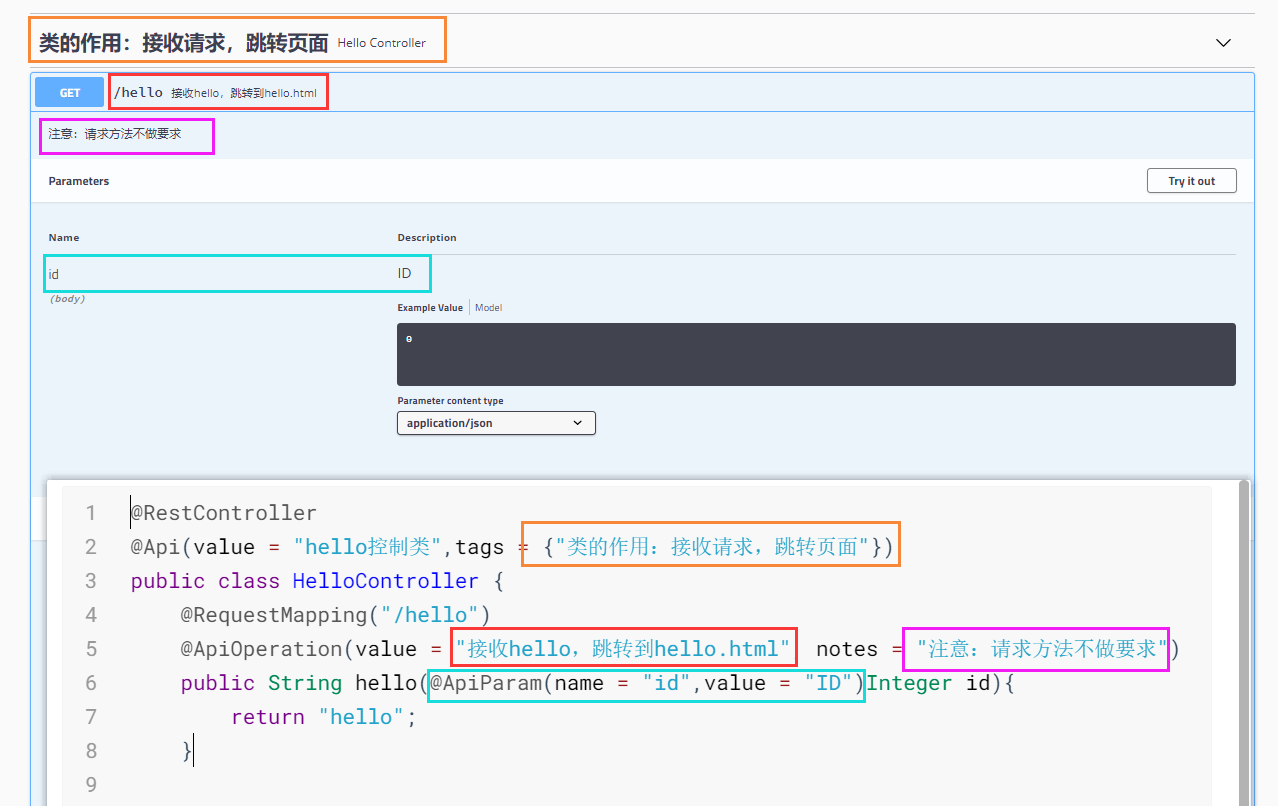 类的作用：接收请求，跳转页面 Hello Controller
GET /hello 接收hello，跳转到hello.html
注意：请求方法不做要求
Parameters Try it out
Name Description
id ID
(body)
Example Value Model
0
Parameter content type
application/json
1 @RestController
2 @Api(value = "hello控制类",tags = {"类的作用：接收请求，跳转页面"})
3 public class HelloController {
4 @RequestMapping("/hello")
5 @ApiOperation(value = "接收hello，跳转到hello.html" notes = "注意：请求方法不做要求")
6 public String hello(@ApiParam(name = "id",value = "ID")Integer id){
7 return "hello";
8 }
9